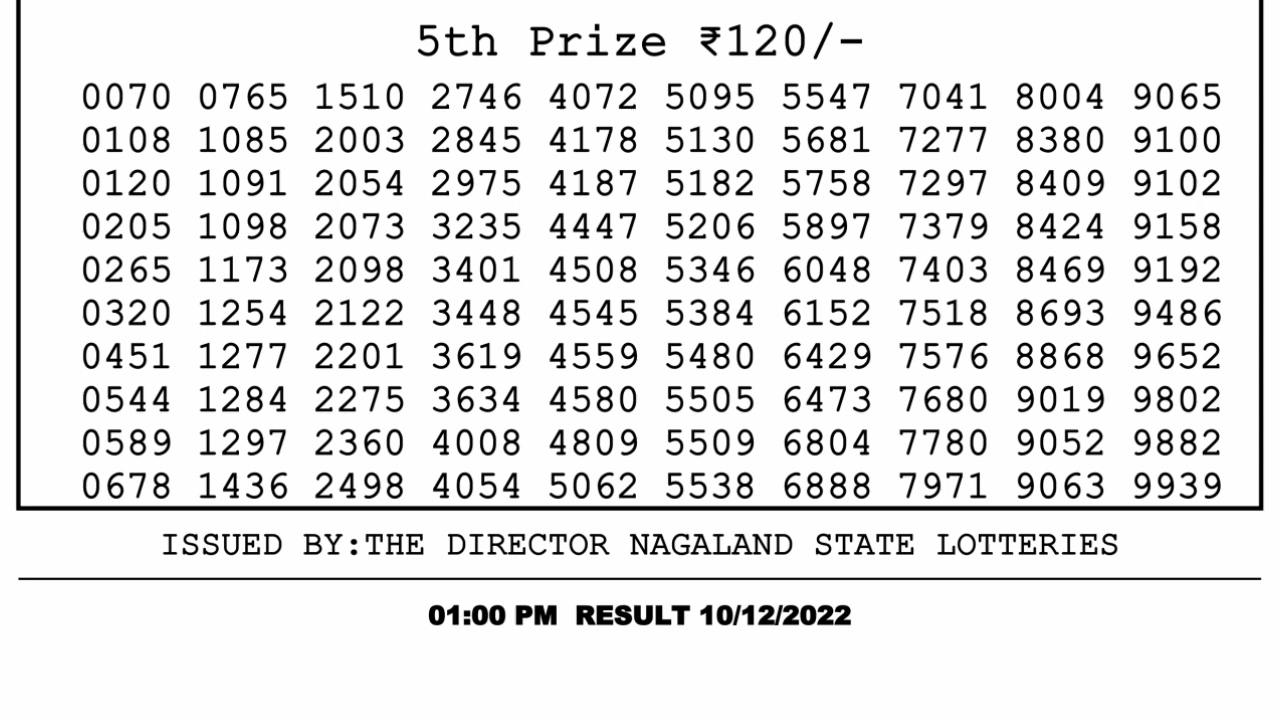 5th Prize ₹120/-
0070 0765 1510 2746 4072 5095 5547 7041 8004 9065
0108 1085 2003 2845 4178 5130 5681 7277 8380 9100
0120 1091 2054 2975 4187 5182 5758 7297 8409 9102
0205 1098 2073 3235 4447 5206 5897 7379 8424 9158
0265 1173 2098 3401 4508 5346 6048 7403 8469 9192
0320 1254 2122 3448 4545 5384 6152 7518 8693 9486
0451 1277 2201 3619 4559 5480 6429 7576 8868 9652
0544 1284 2275 3634 4580 5505 6473 7680 9019 9802
0589 1297 2360 4008 4809 5509 6804 7780 9052 9882
0678 1436 2498 4054 5062 5538 6888 7971 9063 9939
ISSUED BY:THE DIRECTOR NAGALAND STATE LOTTERIES
01:00 PM RESULT 10/12/2022